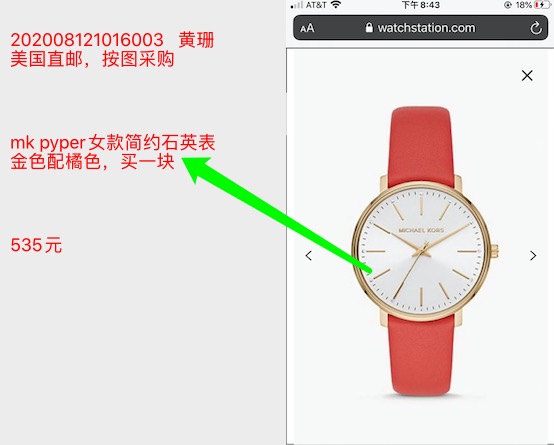 202008121016003 黄珊
美国直邮，按图采购
mk pyper女款简约石英表
金色配橘色，买一块
535元
AT&T 下午8:43 18%
AA watchstation.com
MICHAEL KORS